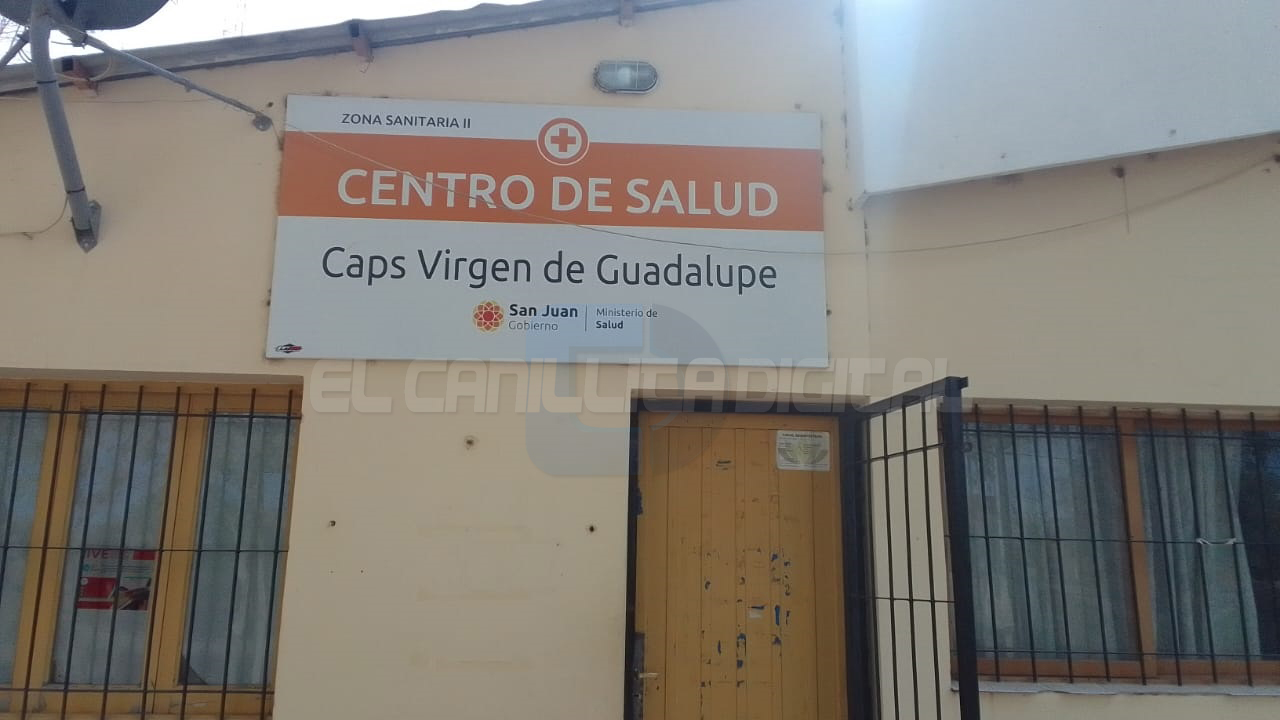 ZONA SANITARIA II
CENTRO DE SALUD
Caps Virgen de Guadalupe
San Juan
Gobierno
Ministerio de
Salud
EL CANILLITA DIGITAL